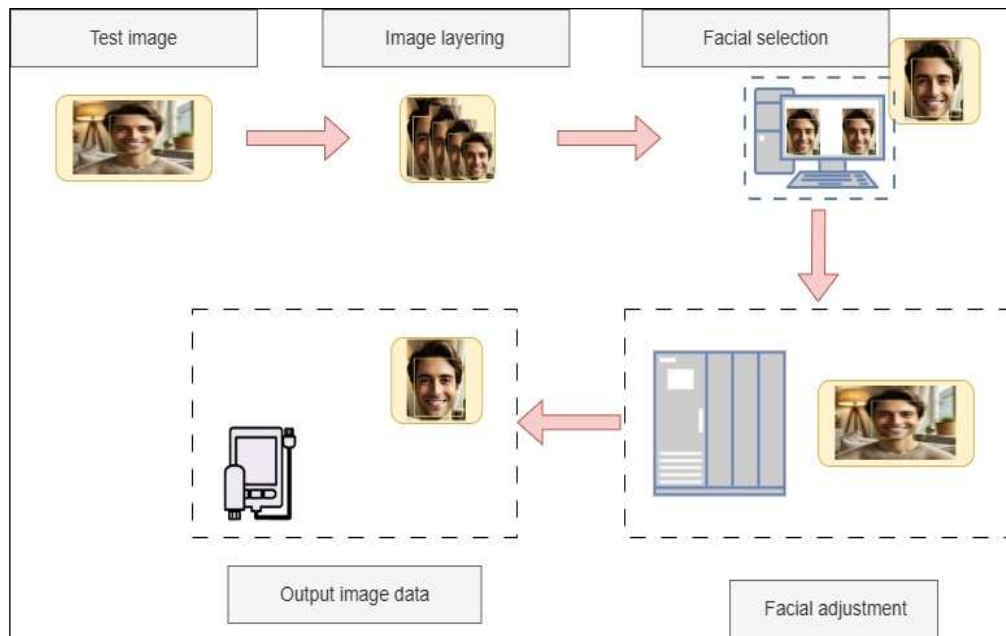 Test image
Image layering
Facial selection
Output image data
Facial adjustment